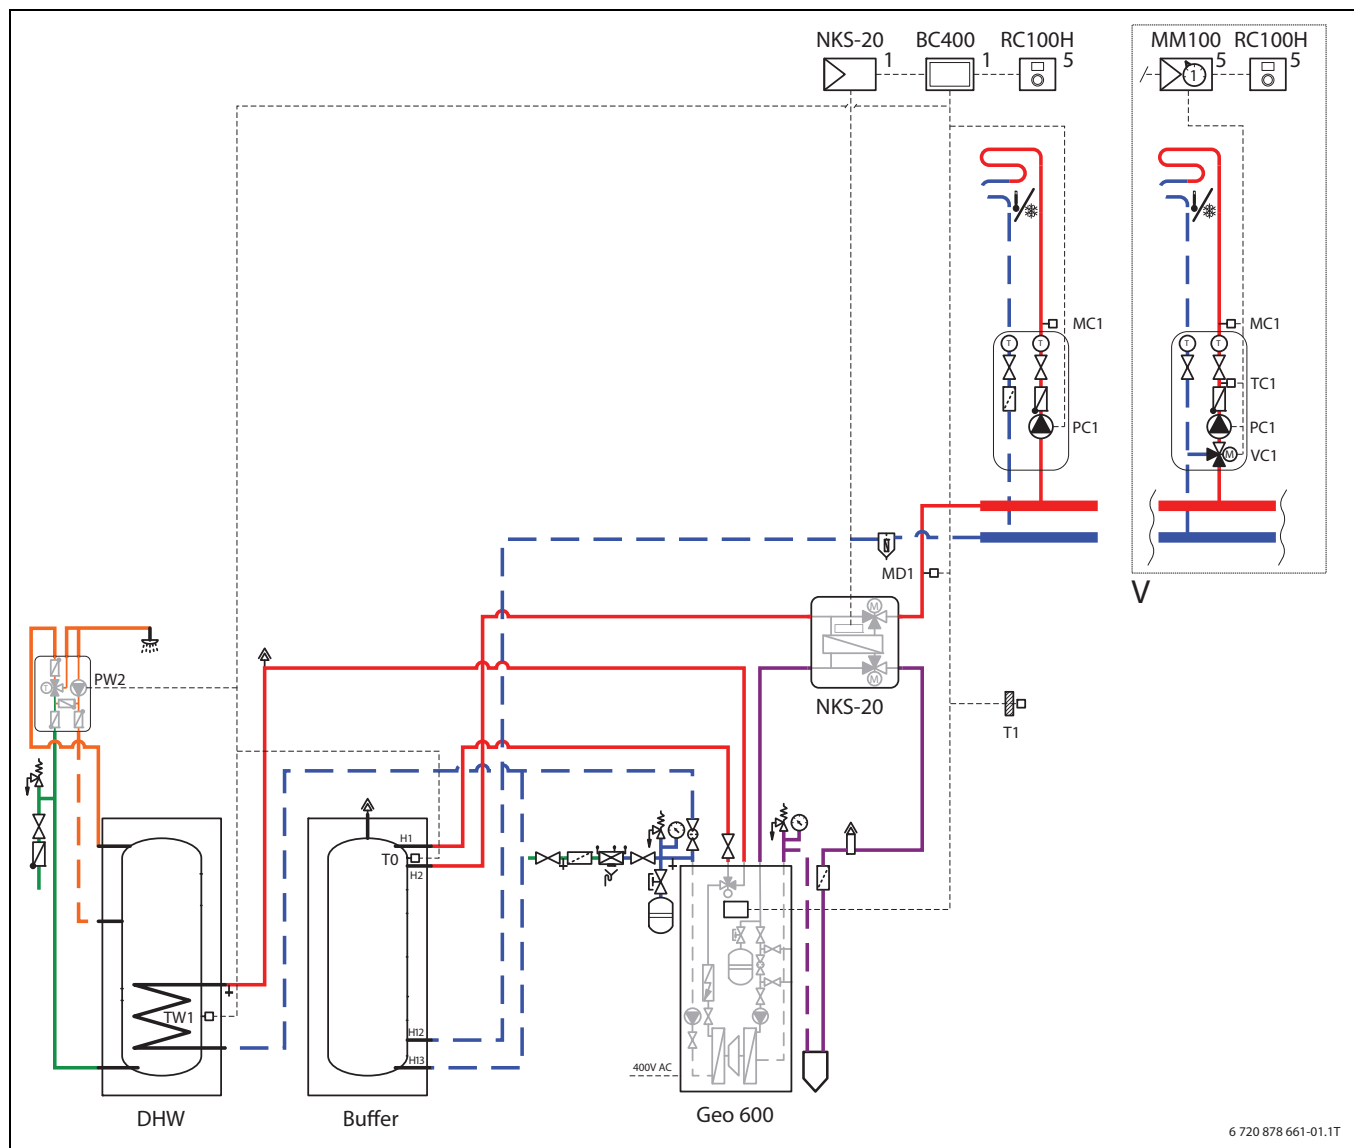 NKS-20 BC400 RC100H MM100 RC100H
1 1 5 1 5 5
MC1 MC1
T T T T
TC1
PC1 PC1
M VC1
MD1
V
M
PW2
T
M
NKS-20
T1
H1
T0
H2
TW1
H12
H13
400V AC
DHW Buffer Geo 600
6 720 878 661-01.1T